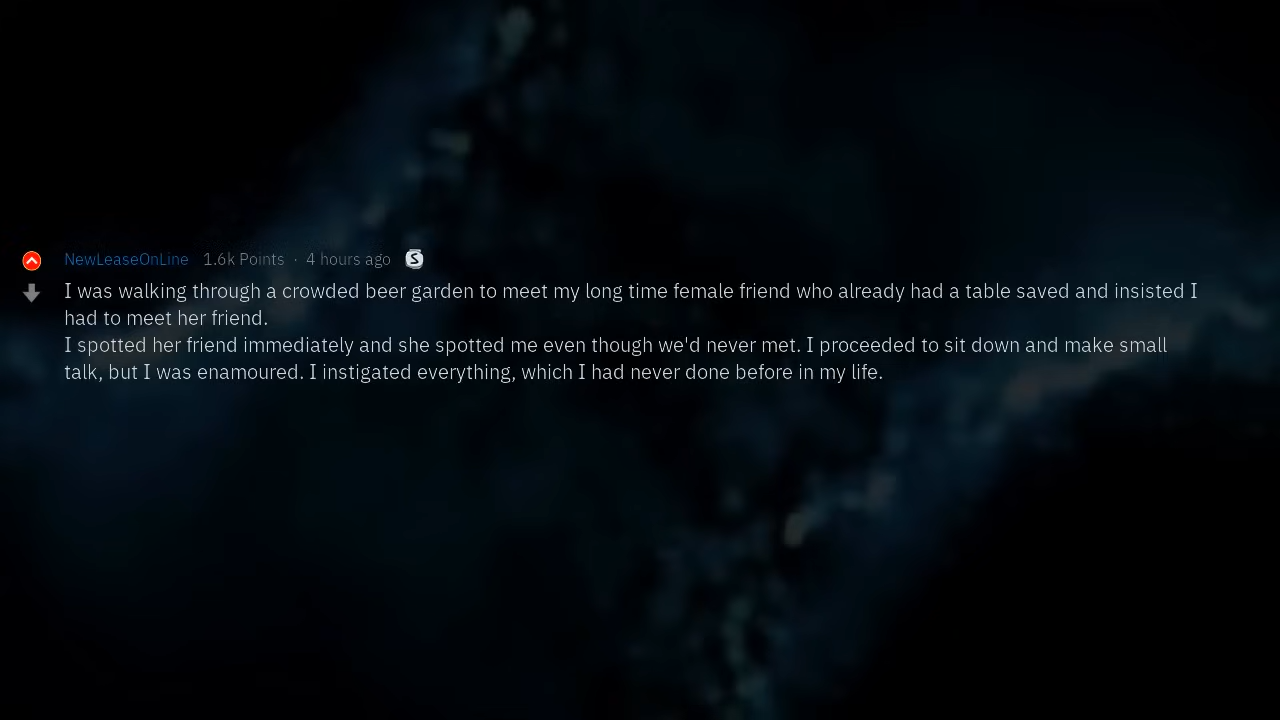 NewLeaseOnLine 1.6k Points · 4 hours ago S
I was walking through a crowded beer garden to meet my long time female friend who already had a table saved and insisted I
had to meet her friend.
I spotted her friend immediately and she spotted me even though we'd never met. I proceeded to sit down and make small
talk, but I was enamoured. I instigated everything, which I had never done before in my life.